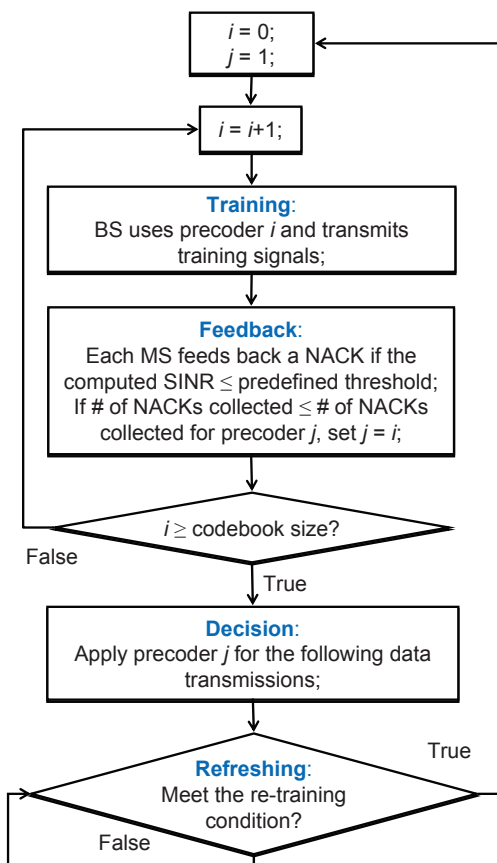 i = 0;
j = 1;
i = i+1;
Training:
BS uses precoder i and transmits
training signals;
Feedback:
Each MS feeds back a NACK if the
computed SINR ≤ predefined threshold;
If # of NACKs collected ≤ # of NACKs
collected for precoder j, set j = i;
i ≥ codebook size?
False
True
Decision:
Apply precoder j for the following data
transmissions;
True
Refreshing:
Meet the re-training
condition?
False